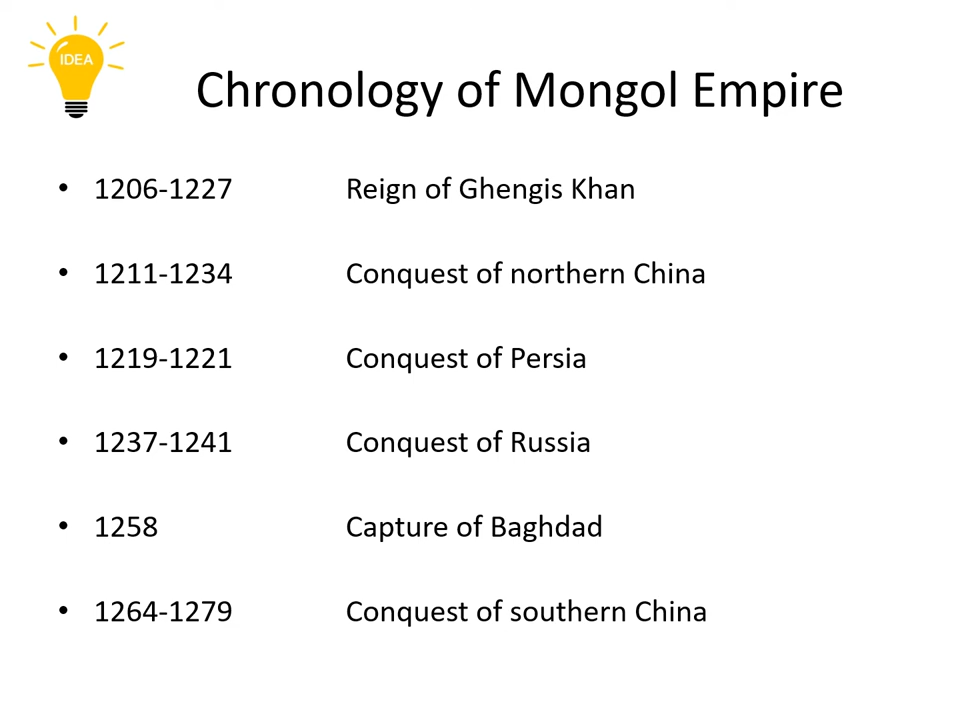 IDEA
Chronology of Mongol Empire
• 1206-1227 Reign of Ghengis Khan
• 1211-1234 Conquest of northern China
• 1219-1221 Conquest of Persia
• 1237-1241 Conquest of Russia
• 1258 Capture of Baghdad
• 1264-1279 Conquest of southern China